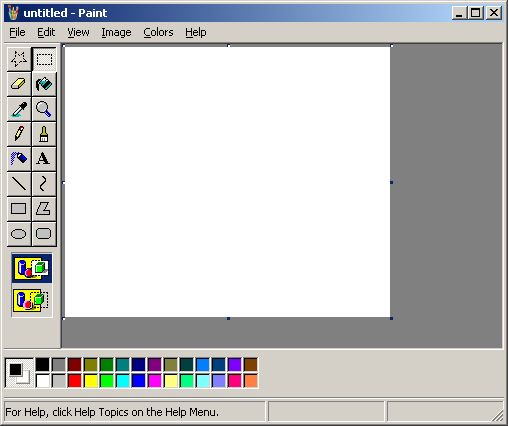 untitled - Paint
File Edit View Image Colors Help
A
For Help, click Help Topics on the Help Menu.